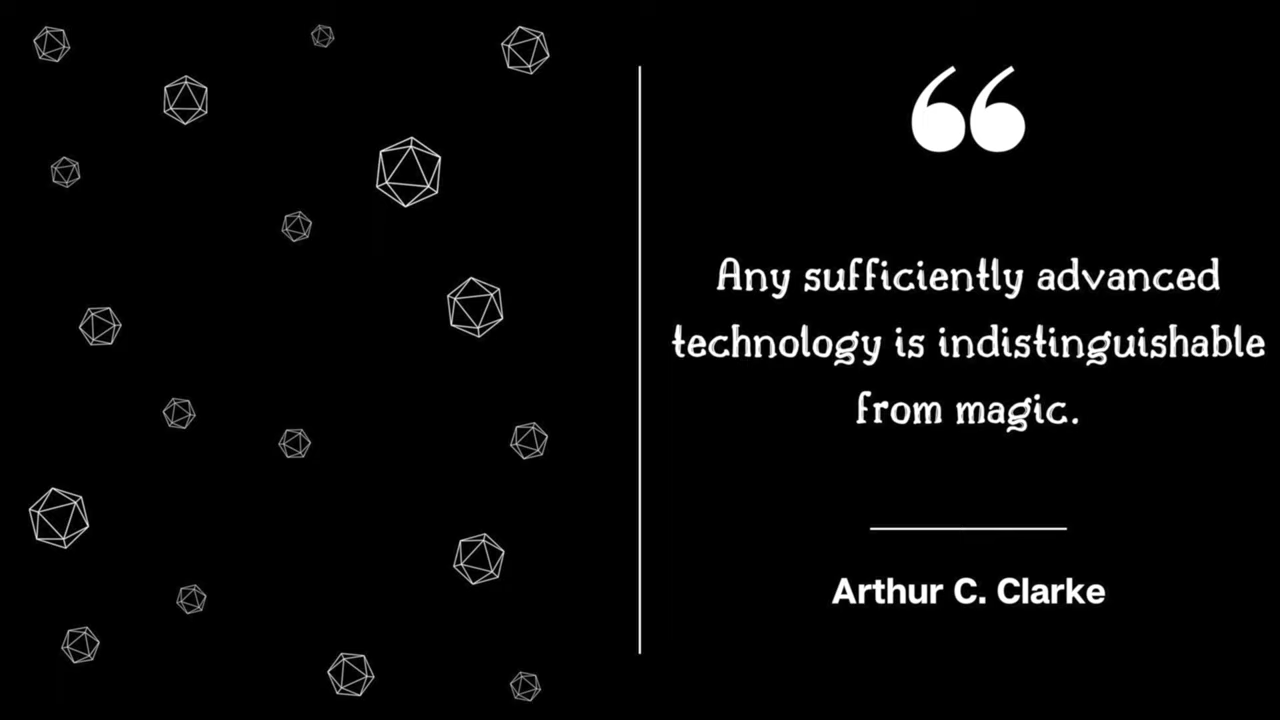 “
Any sufficiently advanced
technology is indistinguishable
from magic.
Arthur C. Clarke